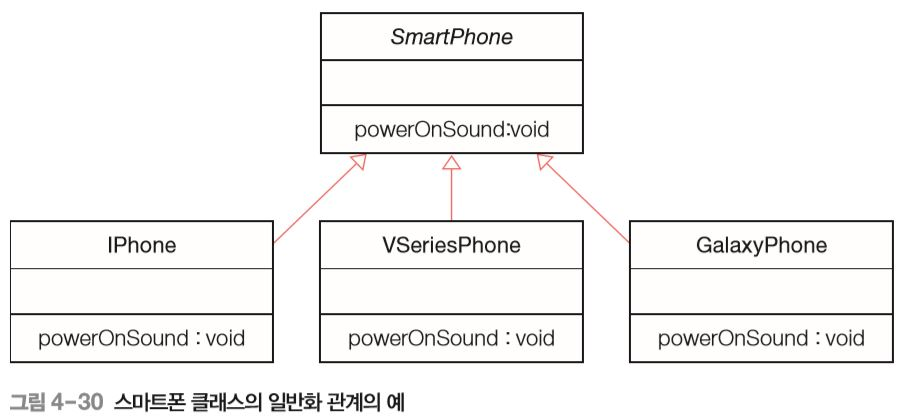 SmartPhone
powerOnSound:void
IPhone
VSeriesPhone
GalaxyPhone
powerOnSound : void
powerOnSound : void
powerOnSound : void
그림 4-30 스마트폰 클래스의 일반화 관계의 예